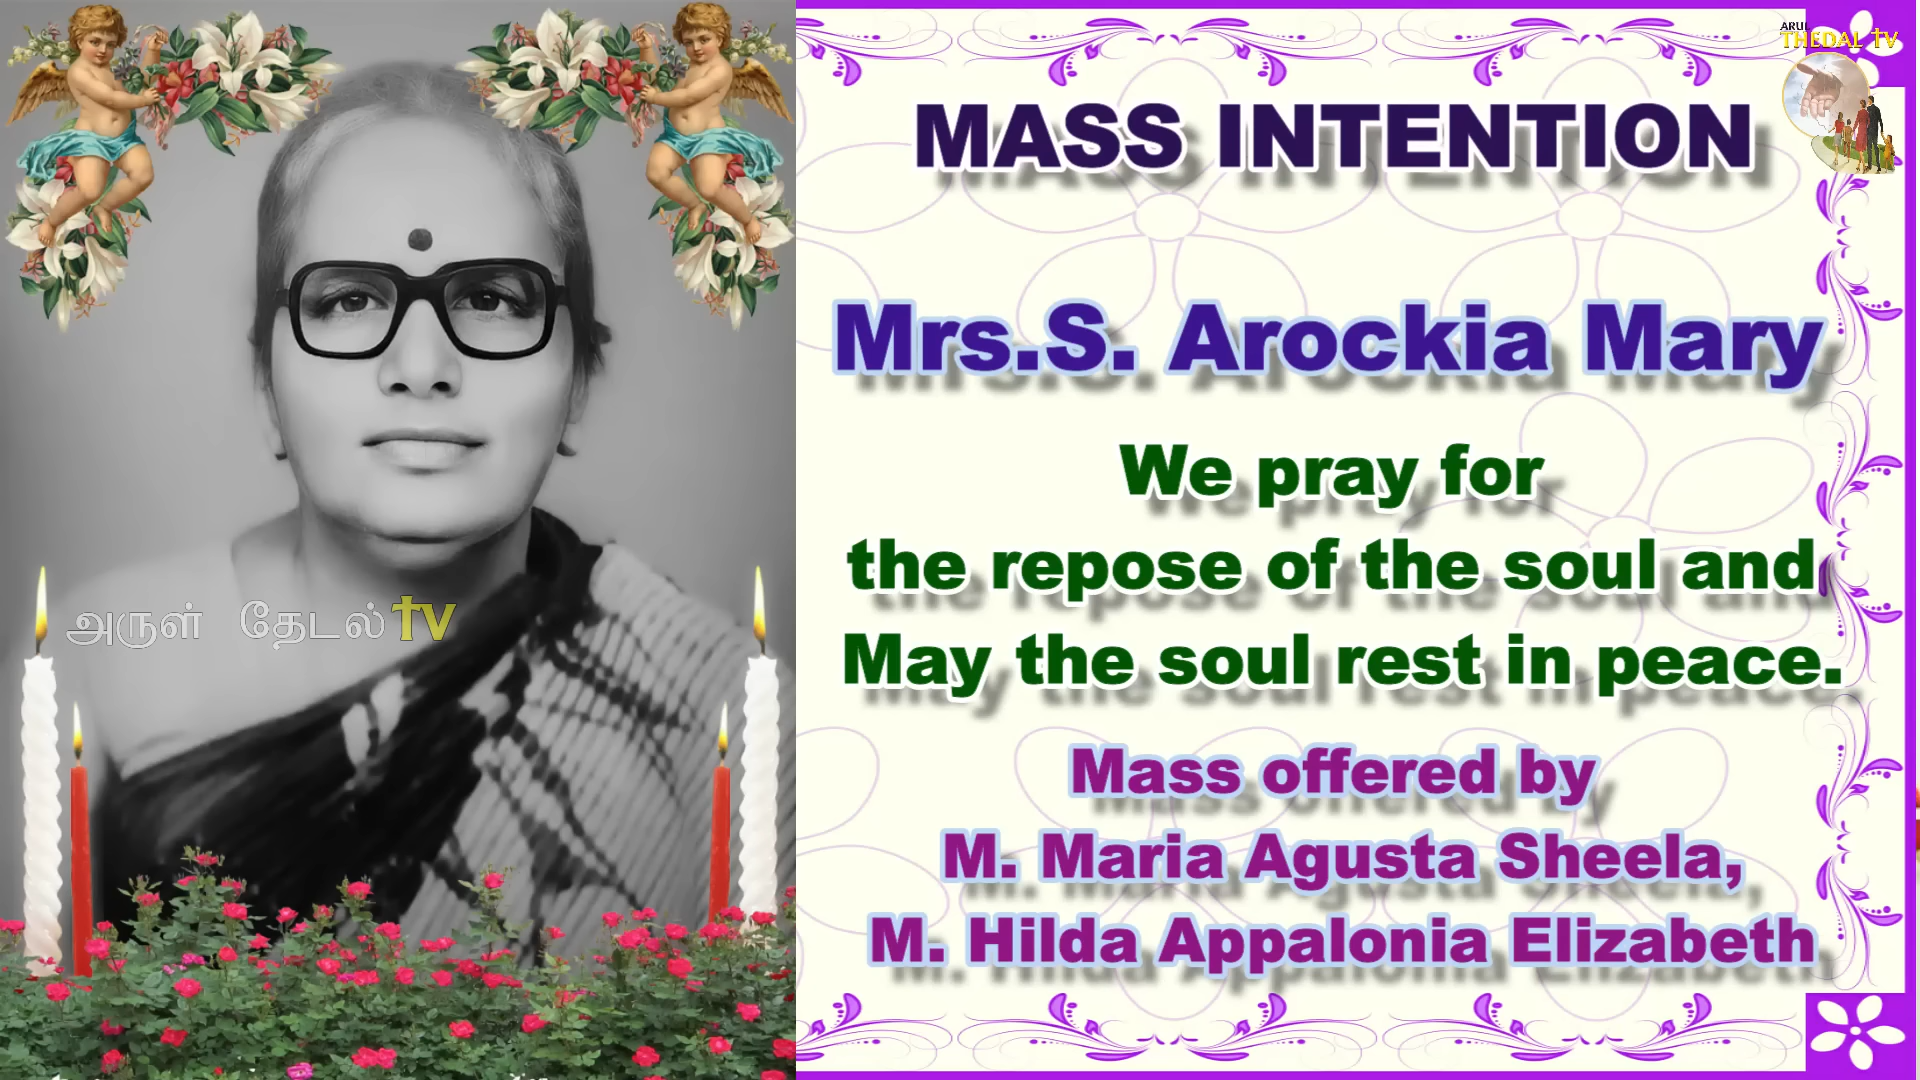 ARUL
THEDAL TV
MASS INTENTION
Mrs.S. Arockia Mary
We pray for
the repose of the soul and
May the soul rest in peace.
Mass offered by
M. Maria Agusta Sheela,
M. Hilda Appalonia Elizabeth
அருள் தேடல் TV